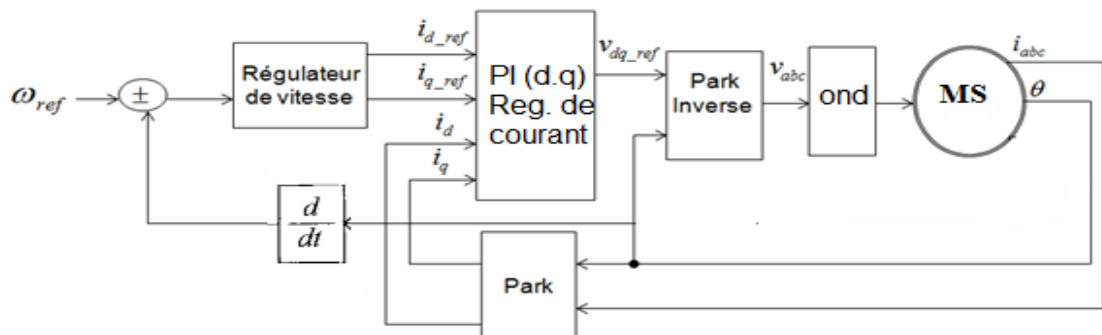 ω_ref
±
Régulateur
de vitesse
i_d_ref
i_q_ref
i_d
i_q
PI (d.q)
Reg. de
courant
v_dq_ref
Park
Inverse
v_abc
ond
MS
i_abc
θ
d
dt
Park